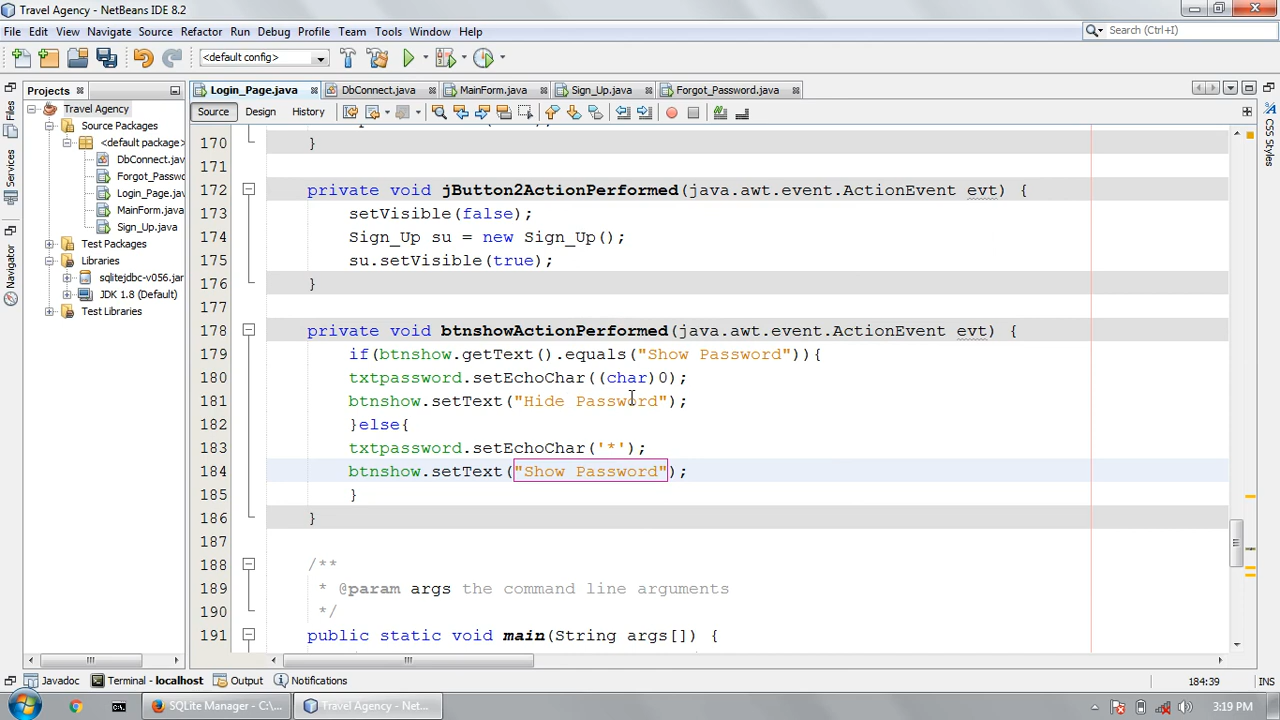 Travel Agency - NetBeans IDE 8.2
File Edit View Navigate Source Refactor Run Debug Profile Team Tools Window Help
Search (Ctrl+I)
<default config>
Projects
Login_Page.java DbConnect.java MainForm.java Sign_Up.java Forgot_Password.java
Source Design History
Files
Services
Navigator
CSS Styles
Travel Agency
Source Packages
<default package>
DbConnect.jav
Forgot_Passwo
Login_Page.jav
MainForm.java
Sign_Up.java
Test Packages
Libraries
sqlitejdbc-v056.jar
JDK 1.8 (Default)
Test Libraries
170 }
171
172 private void jButton2ActionPerformed(java.awt.event.ActionEvent evt) {
173 setVisible(false);
174 Sign_Up su = new Sign_Up();
175 su.setVisible(true);
176 }
177
178 private void btnshowActionPerformed(java.awt.event.ActionEvent evt) {
179 if(btnshow.getText().equals("Show Password")){
180 txtpassword.setEchoChar((char)0);
181 btnshow.setText("Hide Password");
182 }else{
183 txtpassword.setEchoChar('*');
184 btnshow.setText("Show Password");
185 }
186 }
187
188 /**
189 * @param args the command line arguments
190 */
191 public static void main(String args[]) {
Javadoc Terminal - localhost Output Notifications
184:39 INS
SQLite Manager - C:\... Travel Agency - Net...
3:19 PM